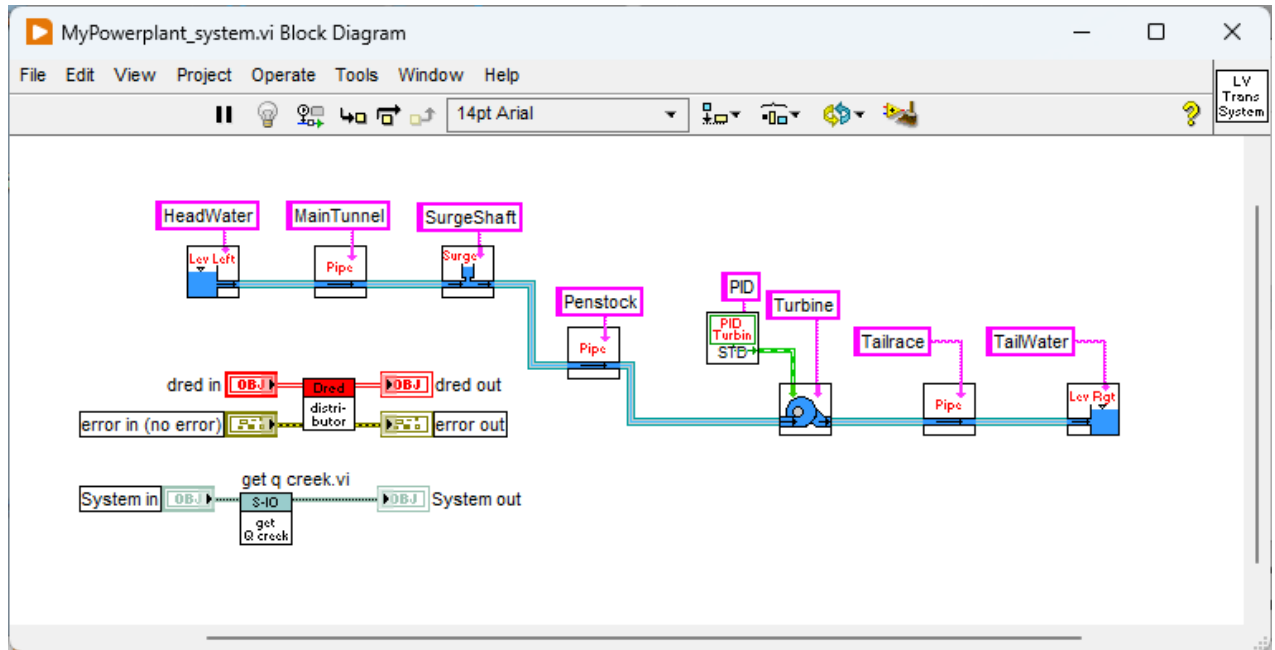 MyPowerplant_system.vi Block Diagram
File Edit View Project Operate Tools Window Help
LV
Trans
System
14pt Arial
HeadWater
MainTunnel
SurgeShaft
Lev Left
Pipe
Surge
Penstock
Pipe
PID
Turbine
PID
Turbin
STD
Tailrace
TailWater
Pipe
Lev Rgt
dred in
OBJ
Dred
distri-
butor
OBJ
dred out
error in (no error)
error out
get q creek.vi
System in
OBJ
S-IO
get
Q creek
OBJ
System out